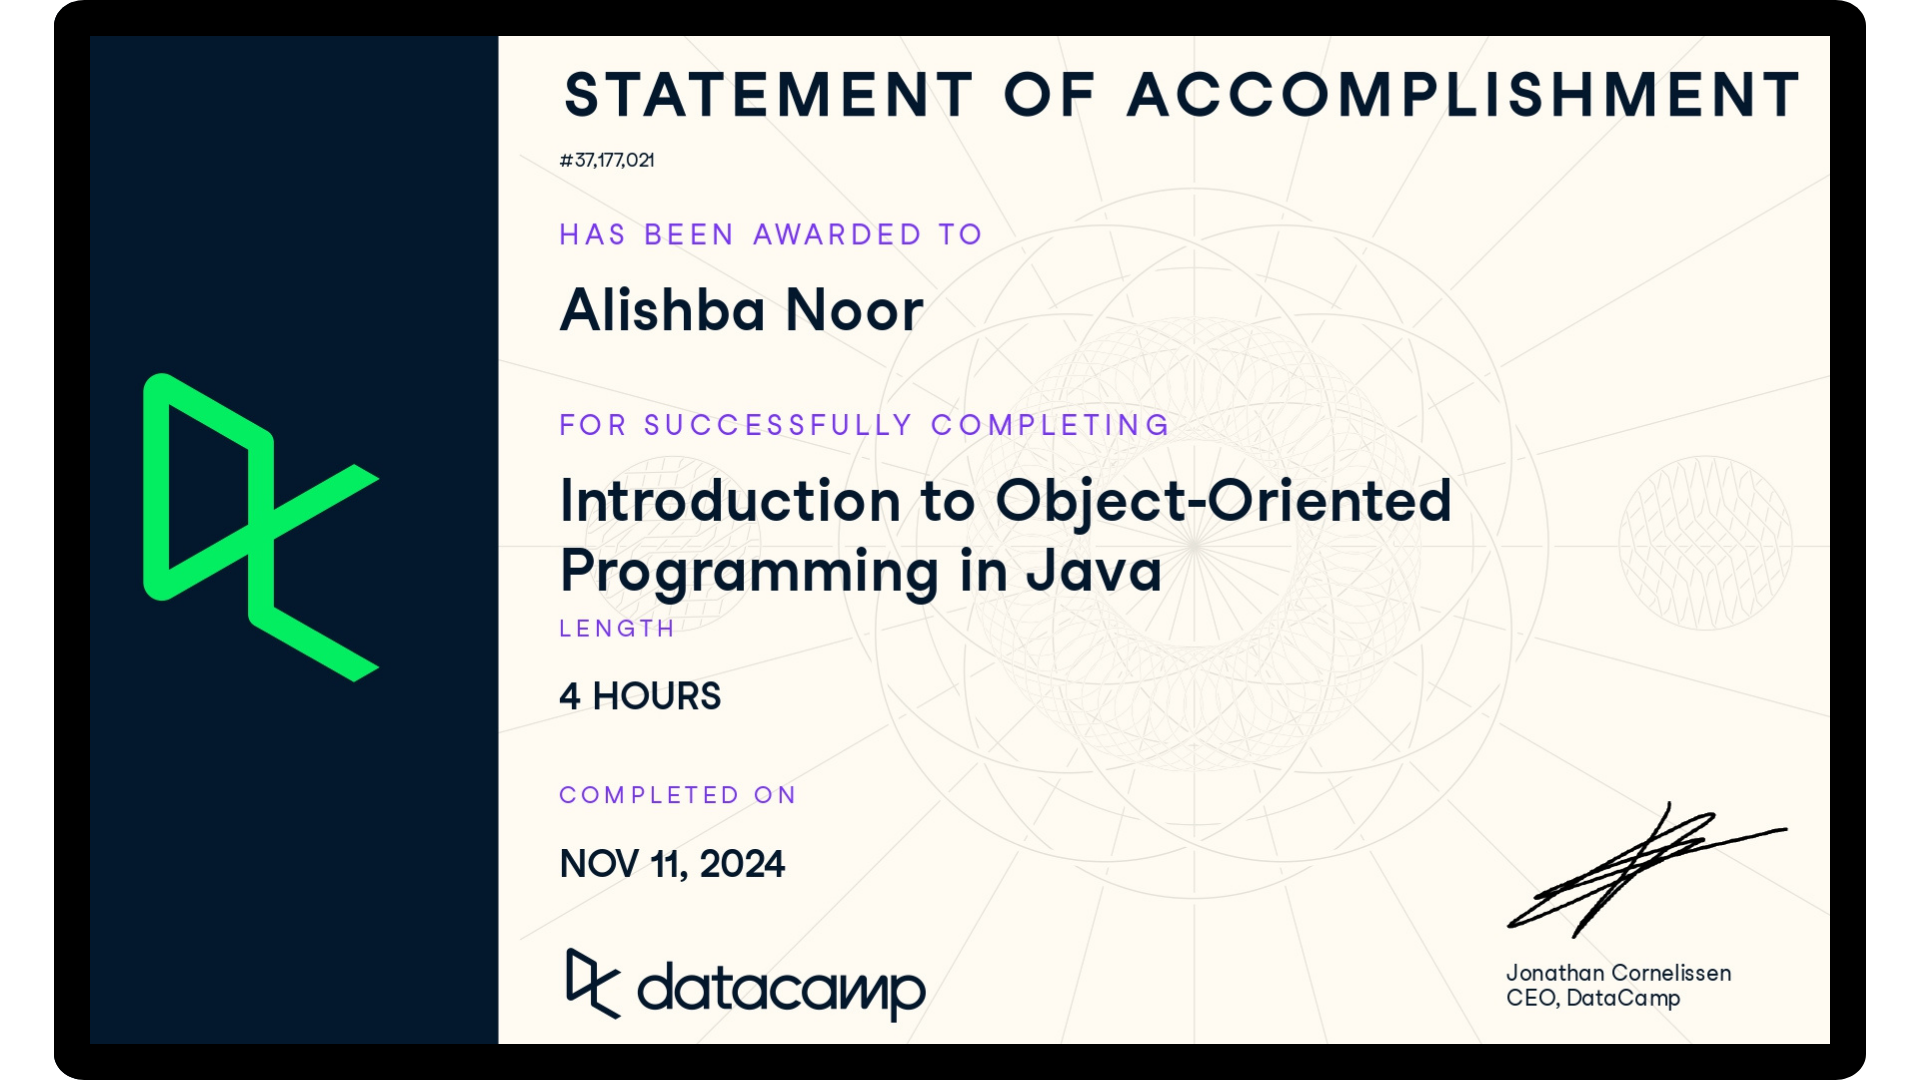 STATEMENT OF ACCOMPLISHMENT
#37,177,021
HAS BEEN AWARDED TO
Alishba Noor
FOR SUCCESSFULLY COMPLETING
Introduction to Object-Oriented
Programming in Java
LENGTH
4 HOURS
COMPLETED ON
NOV 11, 2024
datacamp
Jonathan Cornelissen
CEO, DataCamp